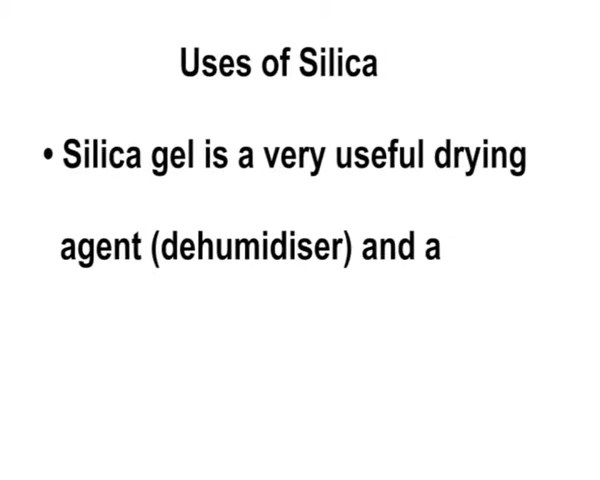 Uses of Silica
• Silica gel is a very useful drying
agent (dehumidiser) and a